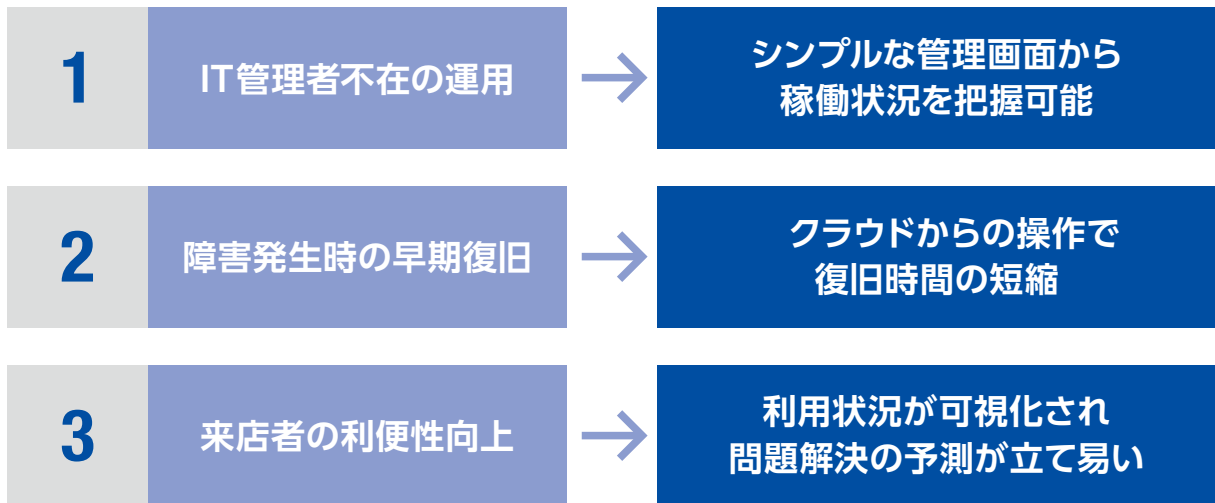 1
IT管理者不在の運用
シンプルな管理画面から
稼働状況を把握可能
2
障害発生時の早期復旧
クラウドからの操作で
復旧時間の短縮
3
来店者の利便性向上
利用状況が可視化され
問題解決の予測が立て易い